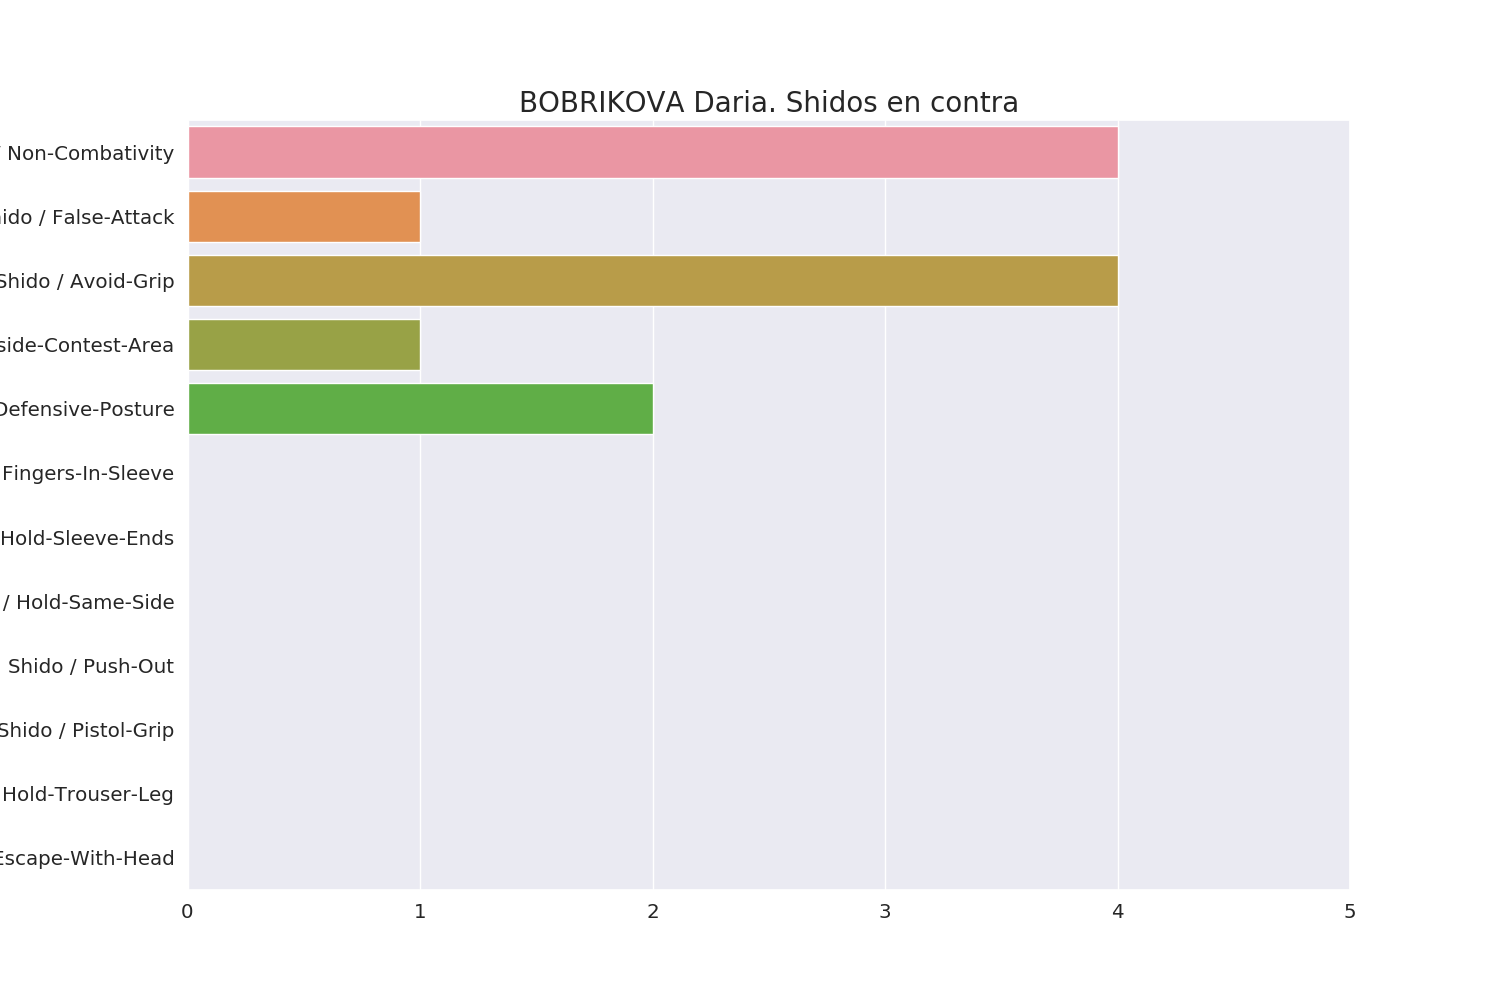 BOBRIKOVA Daria. Shidos en contra
/ Non-Combativity
ido / False-Attack
Shido / Avoid-Grip
side-Contest-Area
Defensive-Posture
Fingers-In-Sleeve
Hold-Sleeve-Ends
/ Hold-Same-Side
Shido / Push-Out
Shido / Pistol-Grip
Hold-Trouser-Leg
Escape-With-Head
0 1 2 3 4 5